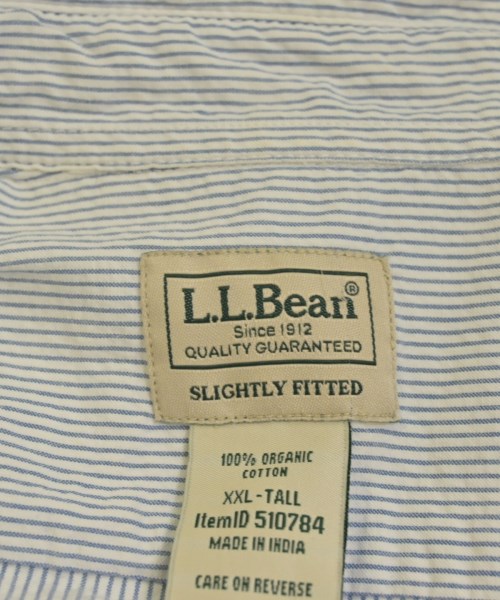 L.L.Bean®
Since 1912
QUALITY GUARANTEED
SLIGHTLY FITTED
100% ORGANIC
COTTON
XXL-TALL
ItemID 510784
MADE IN INDIA
CARE ON REVERSE